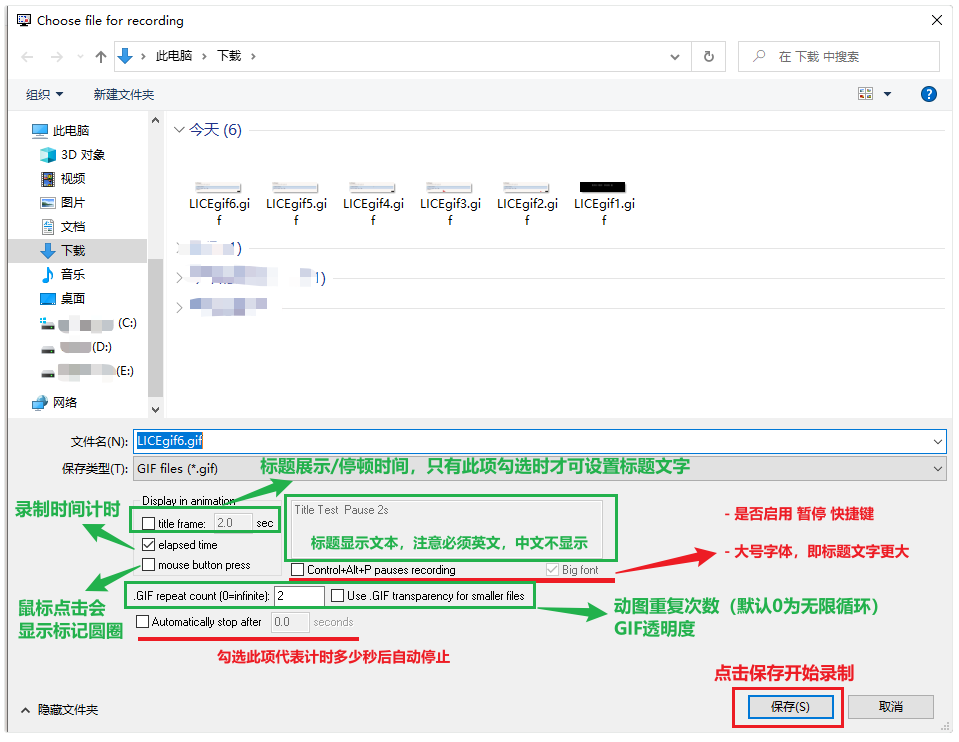 Choose file for recording
此电脑 › 下载 ›
在 下载 中搜索
组织
新建文件夹
此电脑
3D 对象
视频
图片
文档
下载
音乐
桌面
(C:)
(D:)
(E:)
网络
今天 (6)
LICEgif6.gif
LICEgif5.gif
LICEgif4.gif
LICEgif3.gif
LICEgif2.gif
LICEgif1.gif
1)
1)
文件名(N): LICEgif6.gif
保存类型(T): GIF files (*.gif)
标题展示/停顿时间，只有此项勾选时才可设置标题文字
录制时间计时
Display in animation
title frame: 2.0 sec
elapsed time
mouse button press
Title Test Pause 2s
标题显示文本，注意必须英文，中文不显示
- 是否启用 暂停 快捷键
- 大号字体，即标题文字更大
Control+Alt+P pauses recording
Big font
鼠标点击会
显示标记圆圈
.GIF repeat count (0=infinite): 2
Use .GIF transparency for smaller files
动图重复次数（默认0为无限循环）
GIF透明度
Automatically stop after 0.0 seconds
勾选此项代表计时多少秒后自动停止
点击保存开始录制
隐藏文件夹
保存(S)
取消